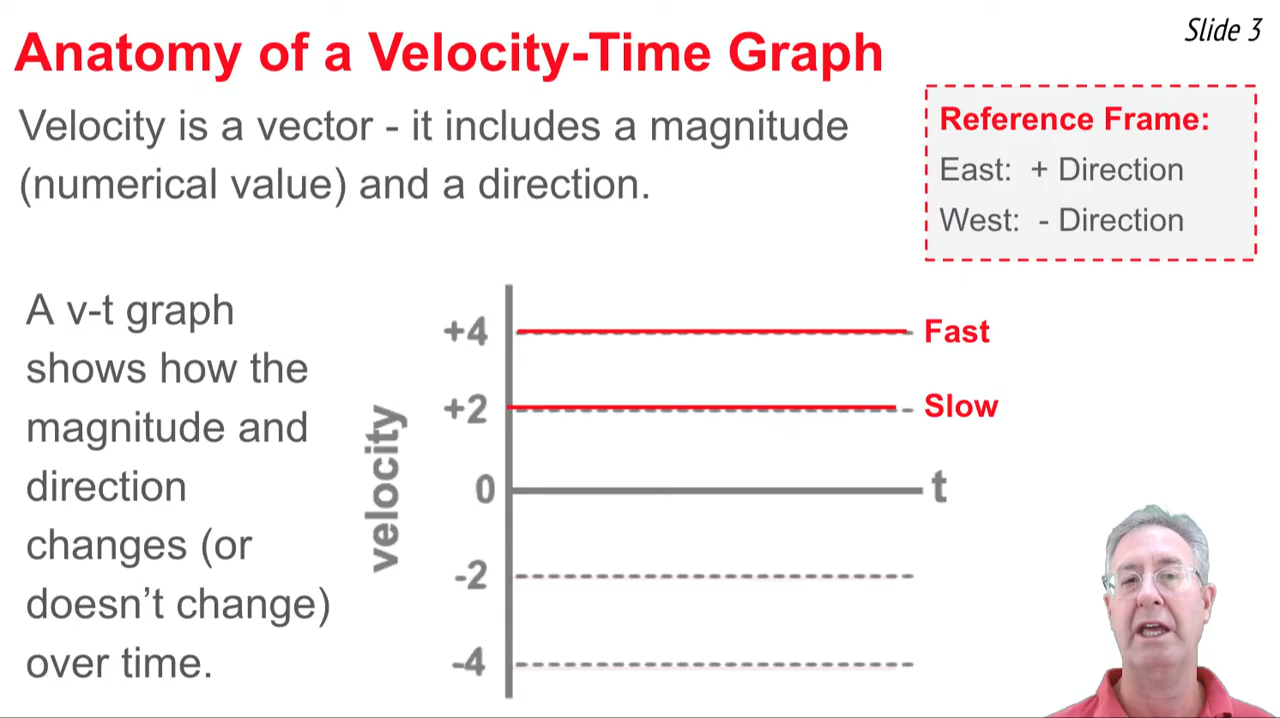 Slide 3
Anatomy of a Velocity-Time Graph
Velocity is a vector - it includes a magnitude
(numerical value) and a direction.
Reference Frame:
East: + Direction
West: - Direction
A v-t graph
shows how the
magnitude and
direction
changes (or
doesn’t change)
over time.
velocity
+4
Fast
+2
Slow
0
t
-2
-4